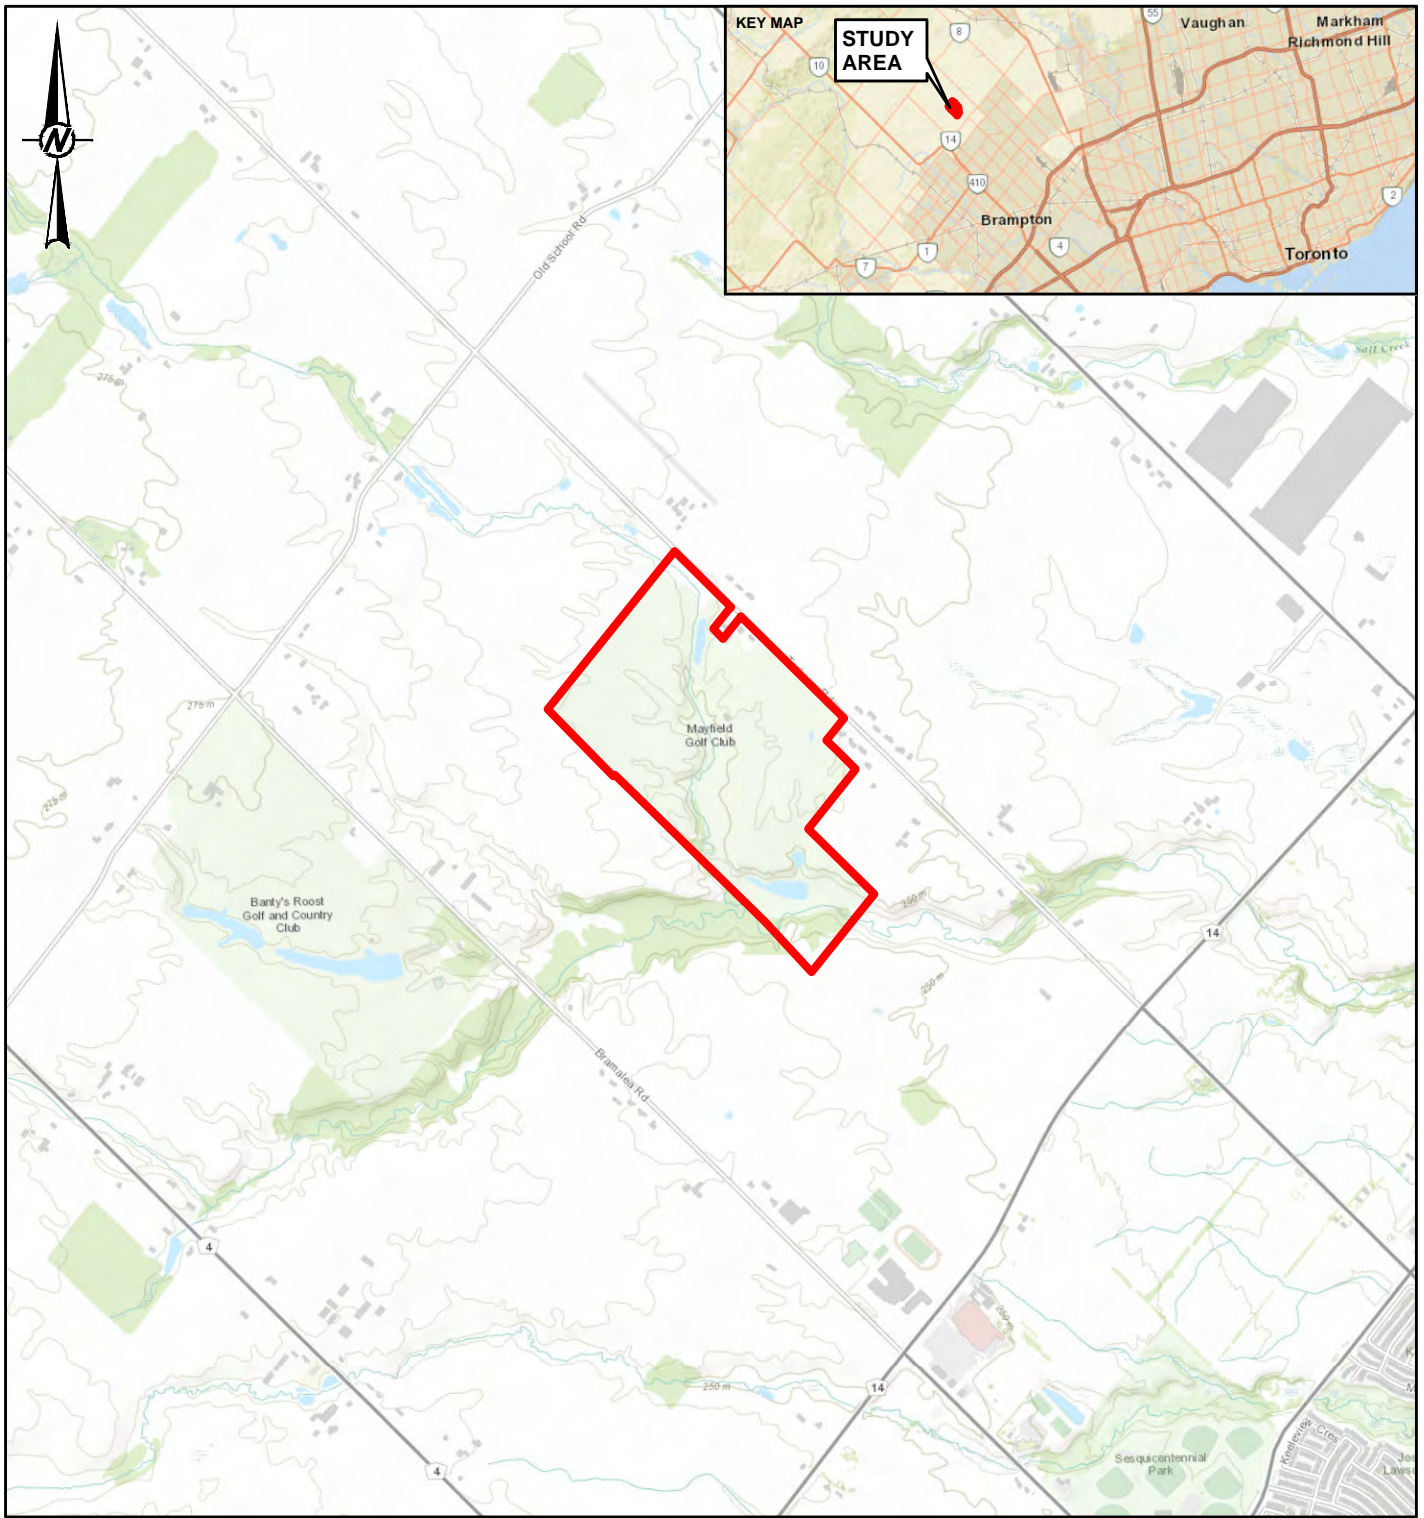 KEY MAP
STUDY
AREA
55
Vaughan
Markham
Richmond Hill
8
10
14
410
Brampton
2
1
4
7
Toronto
N
Old School Rd
Salt Creek
275 m
Mayfield
Golf Club
275 m
275 m
Banty's Roost
Golf and Country
Club
250 m
14
250 m
Bramalea Rd
4
250 m
250 m
14
4
Keeleview Cres
Sesquicentennial
Park